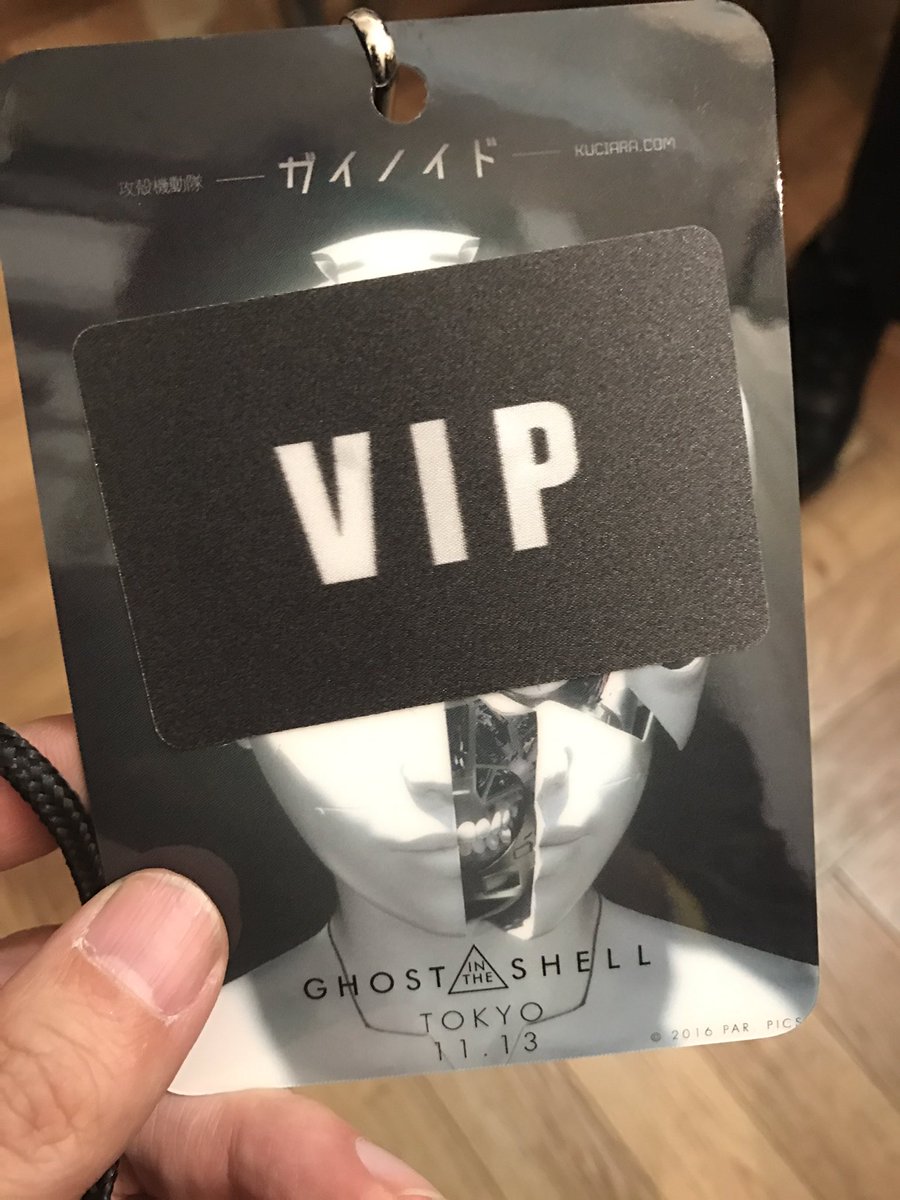 攻殻機動隊 ガイノイド KUCIARA.COM
VIP
GHOST IN THE SHELL
TOKYO
11.13
© 2016 PAR. PICS